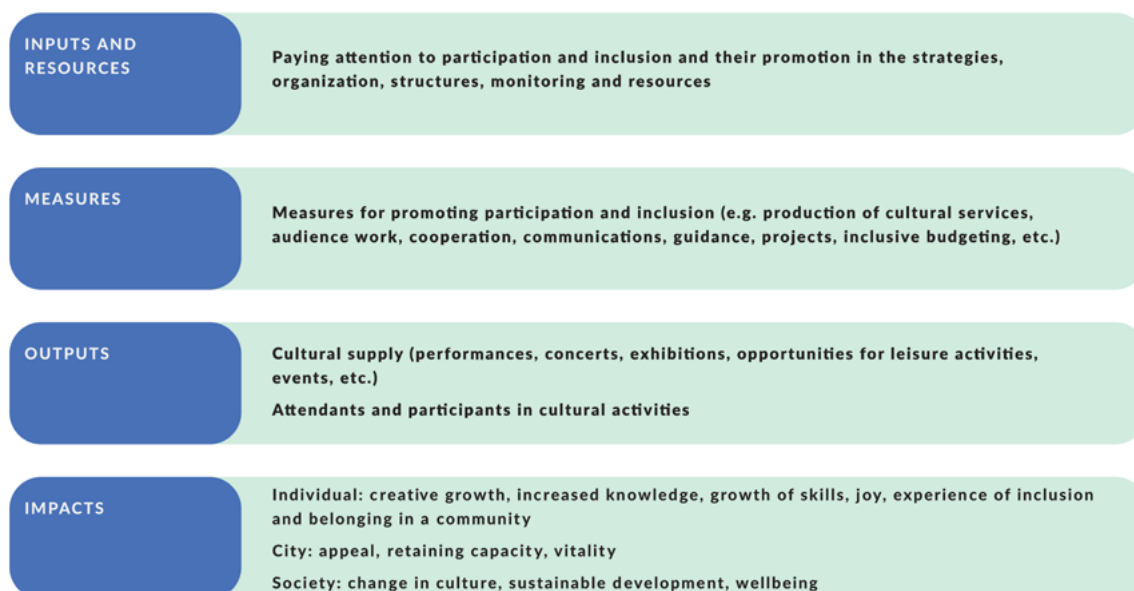 INPUTS AND
RESOURCES
Paying attention to participation and inclusion and their promotion in the strategies,
organization, structures, monitoring and resources
MEASURES
Measures for promoting participation and inclusion (e.g. production of cultural services,
audience work, cooperation, communications, guidance, projects, inclusive budgeting, etc.)
OUTPUTS
Cultural supply (performances, concerts, exhibitions, opportunities for leisure activities,
events, etc.)
Attendants and participants in cultural activities
IMPACTS
Individual: creative growth, increased knowledge, growth of skills, joy, experience of inclusion
and belonging in a community
City: appeal, retaining capacity, vitality
Society: change in culture, sustainable development, wellbeing